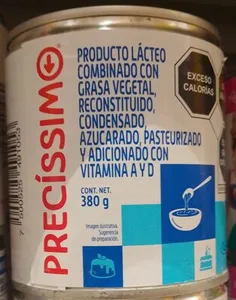 PRECÍSSIMO
PRODUCTO LÁCTEO
COMBINADO CON
GRASA VEGETAL,
RECONSTITUIDO,
CONDENSADO,
AZUCARADO, PASTEURIZADO
Y ADICIONADO CON
VITAMINA A Y D
CONT. NET.
380 g
EXCESO
CALORÍAS
Imagen ilustrativa.
Sugerencia
de preparación.